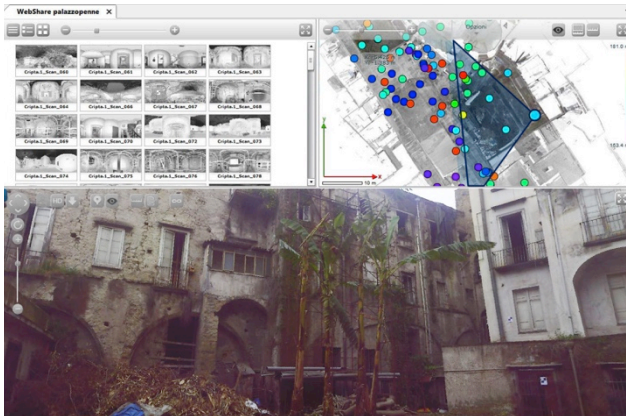 WebShare palazzopenne
Cripta.1_Scan_060 Cripta.1_Scan_061 Cripta.1_Scan_062 Cripta.1_Scan_063
Cripta.1_Scan_064 Cripta.1_Scan_066 Cripta.1_Scan_067 Cripta.2_Scan_068
Cripta.1_Scan_069 Cripta.1_Scan_070 Cripta.1_Scan_072 Cripta.1_Scan_073
Cripta.1_Scan_074 Cripta.1_Scan_075 Cripta.1_Scan_076 Cripta.1_Scan_078
10 m